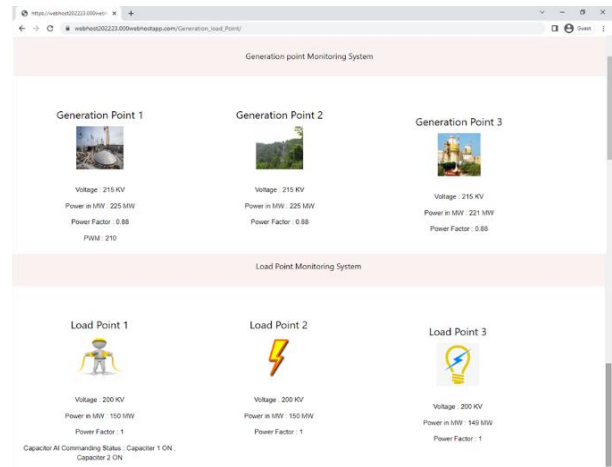 https://webhost202223.000webh
webhost202223.000webhostapp.com/Generation_load_Point/
Guest
Generation point Monitoring System
Generation Point 1
Generation Point 2
Generation Point 3
Voltage : 215 KV
Voltage : 215 KV
Voltage : 215 KV
Power in MW : 225 MW
Power in MW : 225 MW
Power in MW : 221 MW
Power Factor : 0.88
Power Factor : 0.88
Power Factor : 0.88
PWM : 210
Load Point Monitoring System
Load Point 1
Load Point 2
Load Point 3
Voltage : 200 KV
Voltage : 200 KV
Voltage : 200 KV
Power in MW : 150 MW
Power in MW : 150 MW
Power in MW : 149 MW
Power Factor : 1
Power Factor : 1
Power Factor : 1
Capacitor AI Commanding Status : Capaciter 1 ON ,
Capaciter 2 ON